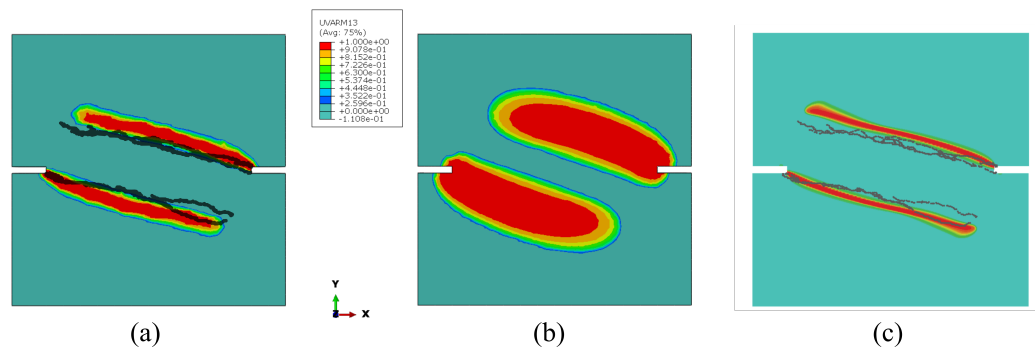 UVARM13
(Avg: 75%)
+1.000e+00
+9.078e-01
+8.152e-01
+7.226e-01
+6.300e-01
+5.374e-01
+4.448e-01
+3.522e-01
+2.596e-01
+0.000e+00
-1.108e-01
Y
X
(a)
(b)
(c)